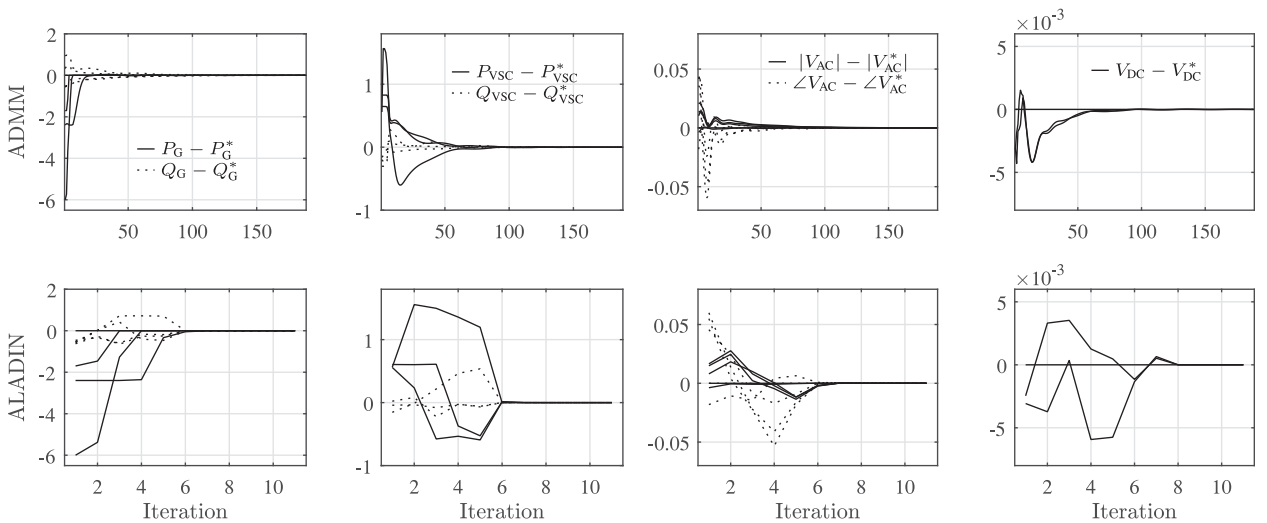 ×10⁻³
ADMM
2
0
-2
-4
-6
P_G − P_G*
Q_G − Q_G*
50 100 150
1
0
-1
P_VSC − P_VSC*
Q_VSC − Q_VSC*
50 100 150
0.05
0
-0.05
|V_AC| − |V_AC*|
∠V_AC − ∠V_AC*
50 100 150
5
0
-5
V_DC − V_DC*
50 100 150
ALADIN
2
0
-2
-4
-6
2 4 6 8 10
Iteration
1
0
-1
2 4 6 8 10
Iteration
0.05
0
-0.05
2 4 6 8 10
Iteration
×10⁻³
5
0
-5
2 4 6 8 10
Iteration